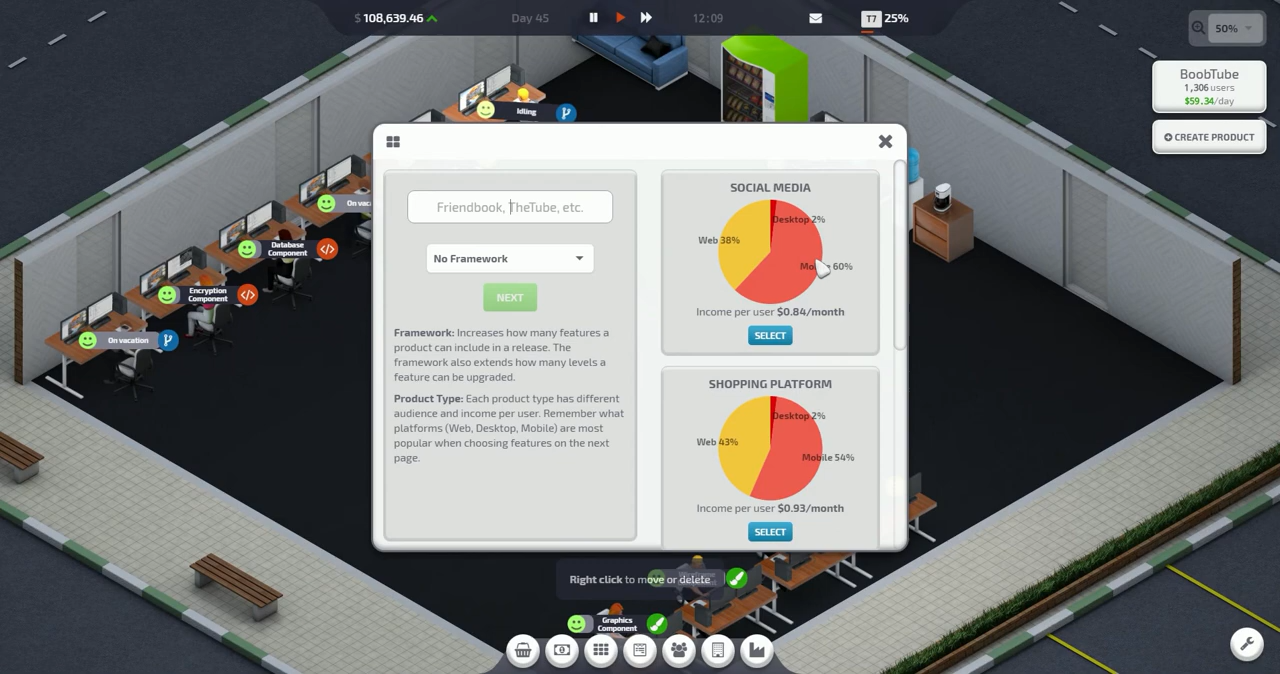 $ 108,639.46
Day 45
12:09
T7 25%
50%
BoobTube
1,306 users
$59.34/day
CREATE PRODUCT
Idling
On vac
Database
Component
Encryption
Component
On vacation
Friendbook, TheTube, etc.
No Framework
NEXT
Framework: Increases how many features a
product can include in a release. The
framework also extends how many levels a
feature can be upgraded.
Product Type: Each product type has different
audience and income per user. Remember what
platforms (Web, Desktop, Mobile) are most
popular when choosing features on the next
page.
SOCIAL MEDIA
Desktop 2%
Web 38%
Mobile 60%
Income per user $0.84/month
SELECT
SHOPPING PLATFORM
Desktop 2%
Web 43%
Mobile 54%
Income per user $0.93/month
SELECT
Right click to move or delete
Graphics
Component